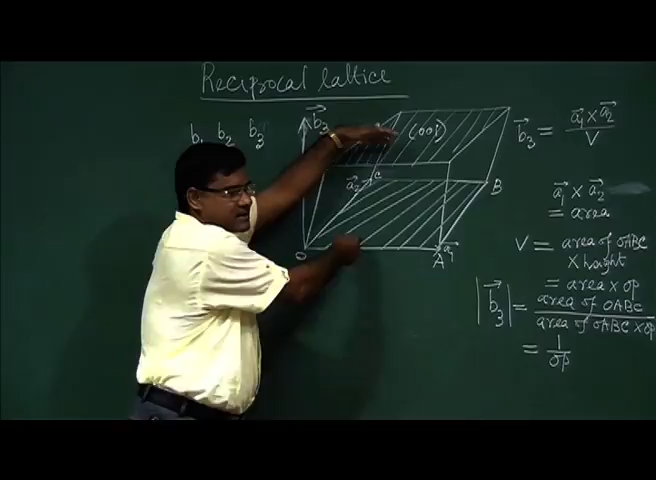 Reciprocal lattice
b₁ b₂ b₃
b₃
(001)
a₂
C
B
O
A
a₁
b₃ = a₁ × a₂ / V
a₁ × a₂
= area
V = area of OABC
× height
= area × OP
|b₃| = area of OABC / area of OABC × OP
= 1 / OP